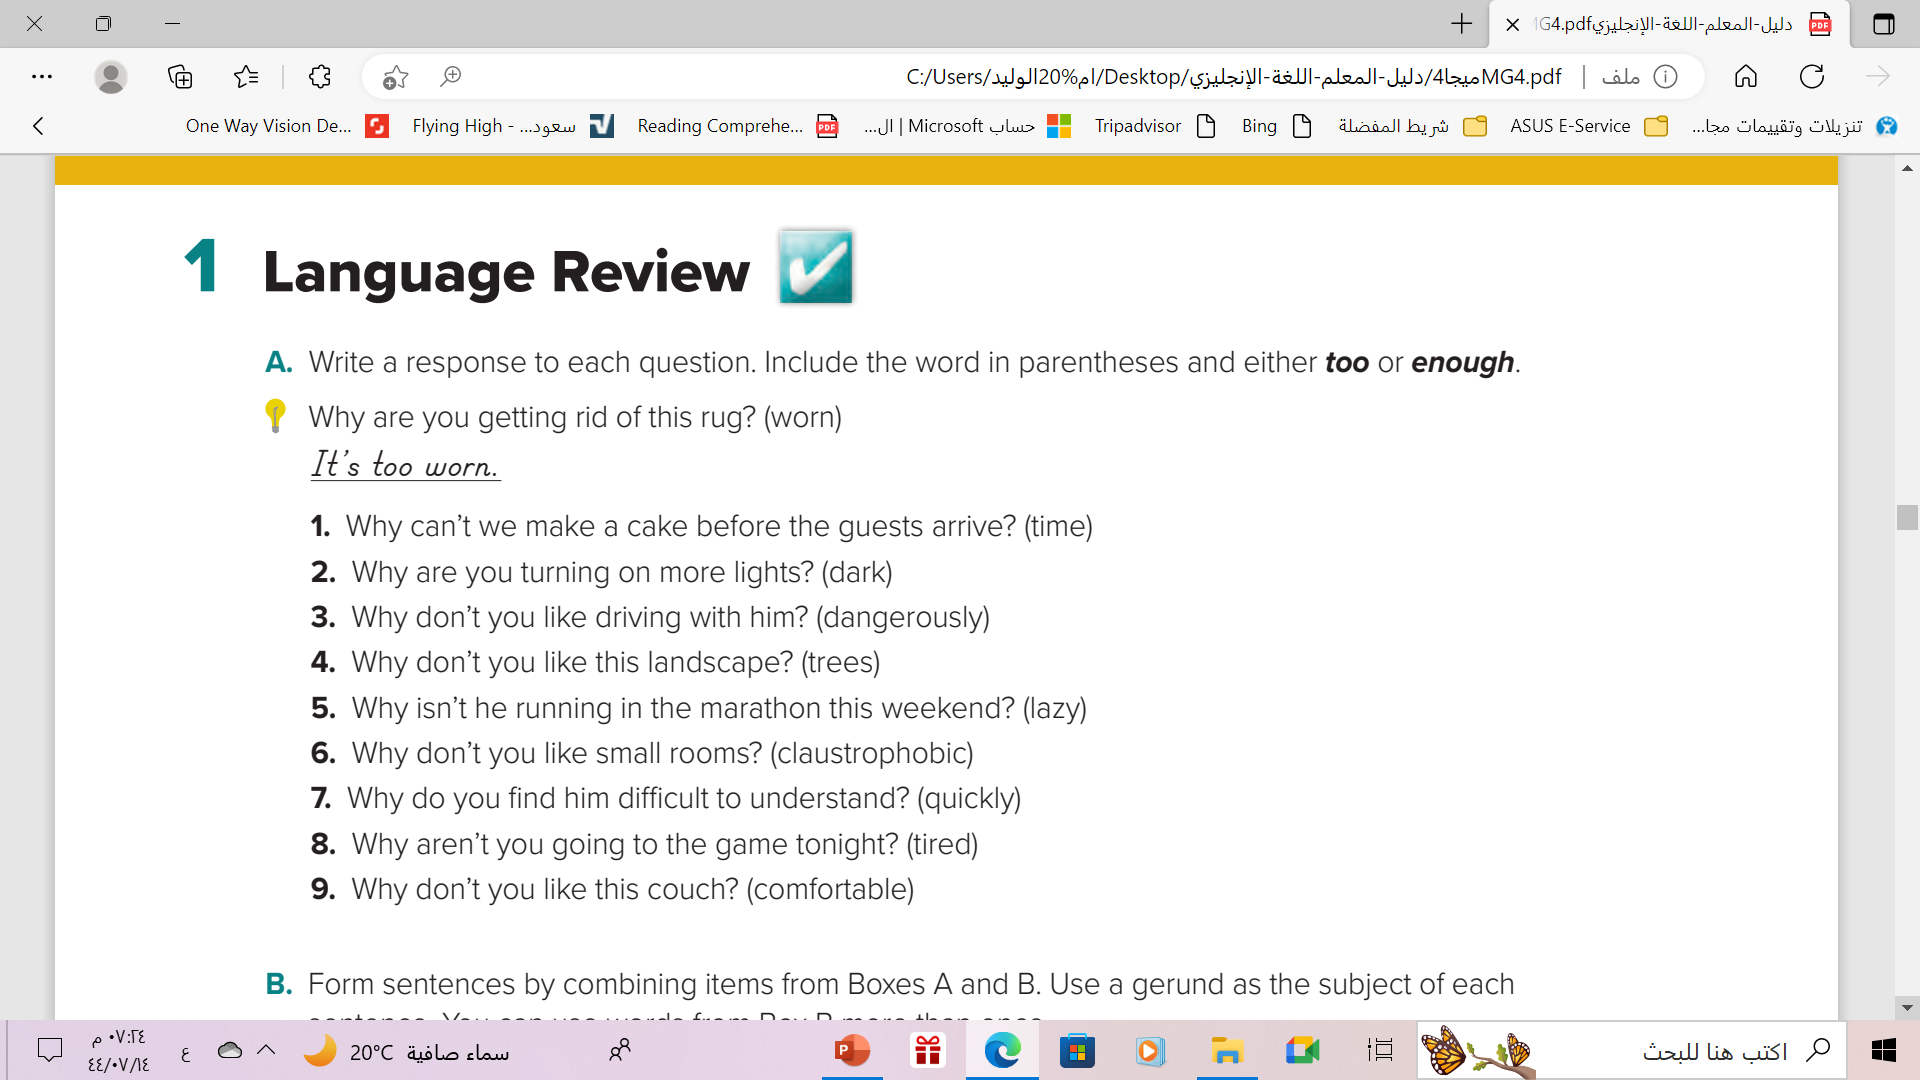 دليل-المعلم-اللغة-الإنجليزيMG4.pdf
C:/Users/ام%20الوليد/Desktop/دليل-المعلم-اللغة-الإنجليزي/ميجا4MG4.pdf
ملف
One Way Vision De...
Flying High - سعود...
Reading Comprehe...
حساب Microsoft | ال...
Tripadvisor
Bing
شريط المفضلة
ASUS E-Service
تنزيلات وتقييمات مجا...
1 Language Review
A. Write a response to each question. Include the word in parentheses and either too or enough.
Why are you getting rid of this rug? (worn)
It's too worn.
1. Why can't we make a cake before the guests arrive? (time)
2. Why are you turning on more lights? (dark)
3. Why don't you like driving with him? (dangerously)
4. Why don't you like this landscape? (trees)
5. Why isn't he running in the marathon this weekend? (lazy)
6. Why don't you like small rooms? (claustrophobic)
7. Why do you find him difficult to understand? (quickly)
8. Why aren't you going to the game tonight? (tired)
9. Why don't you like this couch? (comfortable)
B. Form sentences by combining items from Boxes A and B. Use a gerund as the subject of each
٠٧:٢٤ م
٤٤/٠٧/١٤
ع
20°C سماء صافية
اكتب هنا للبحث